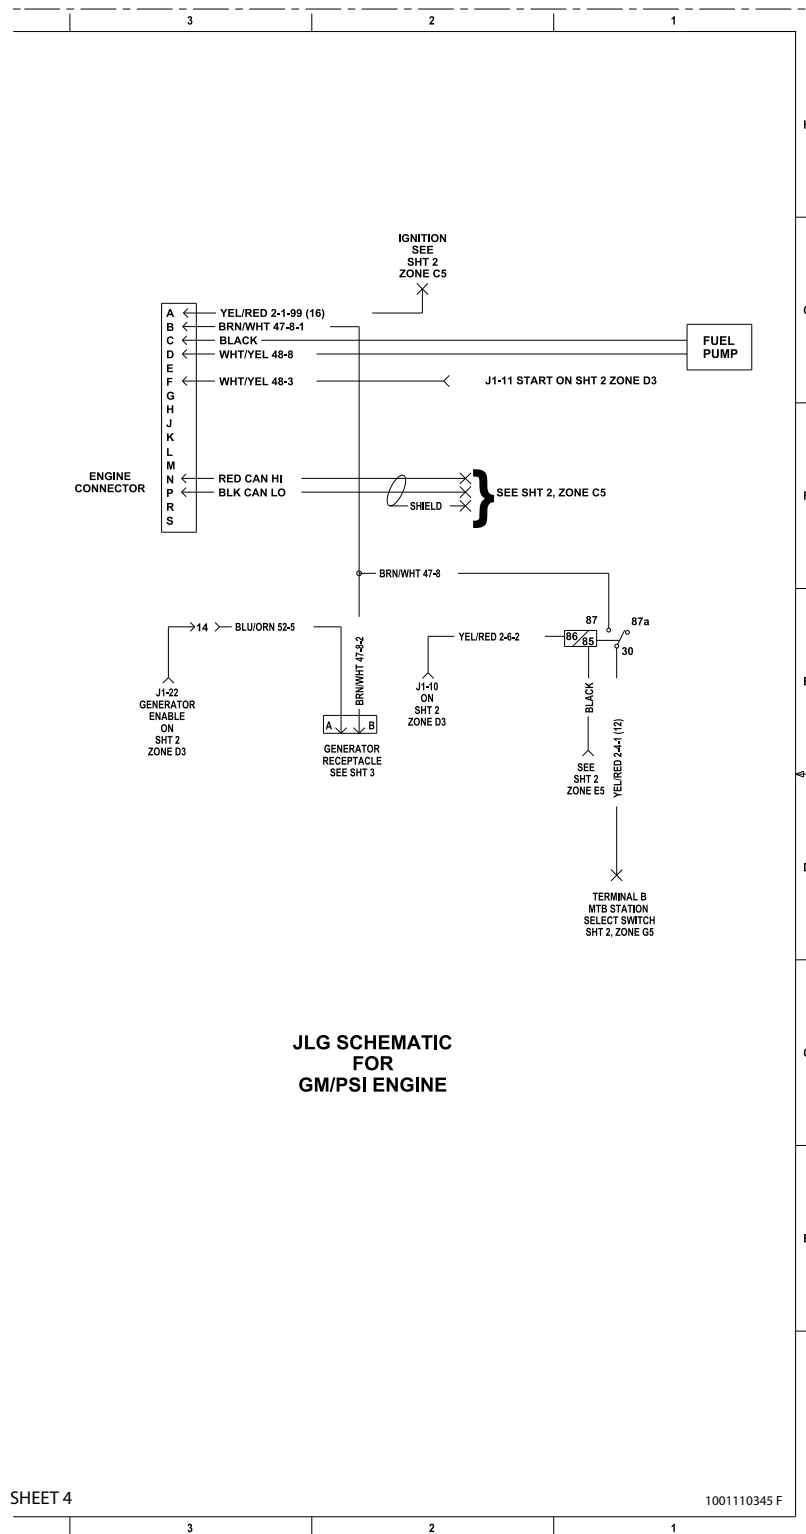 3
2
1
H
IGNITION
SEE
SHT 2
ZONE C5
G
A
YEL/RED 2-1-99 (16)
B
BRN/WHT 47-8-1
C
BLACK
D
WHT/YEL 48-8
E
F
WHT/YEL 48-3
G
H
J
K
L
M
N
RED CAN HI
P
BLK CAN LO
R
S
FUEL
PUMP
J1-11 START ON SHT 2 ZONE D3
ENGINE
CONNECTOR
SHIELD
SEE SHT 2, ZONE C5
F
BRN/WHT 47-8
14
BLU/ORN 52-5
BRN/WHT 47-8-2
YEL/RED 2-6-2
86
85
87
87a
30
E
J1-22
GENERATOR
ENABLE
ON
SHT 2
ZONE D3
A
B
GENERATOR
RECEPTACLE
SEE SHT 3
J1-10
ON
SHT 2
ZONE D3
BLACK
YEL/RED 2-4-1 (12)
SEE
SHT 2
ZONE E5
D
TERMINAL B
MTB STATION
SELECT SWITCH
SHT 2, ZONE G5
JLG SCHEMATIC
FOR
GM/PSI ENGINE
C
B
SHEET 4
1001110345 F
3
2
1